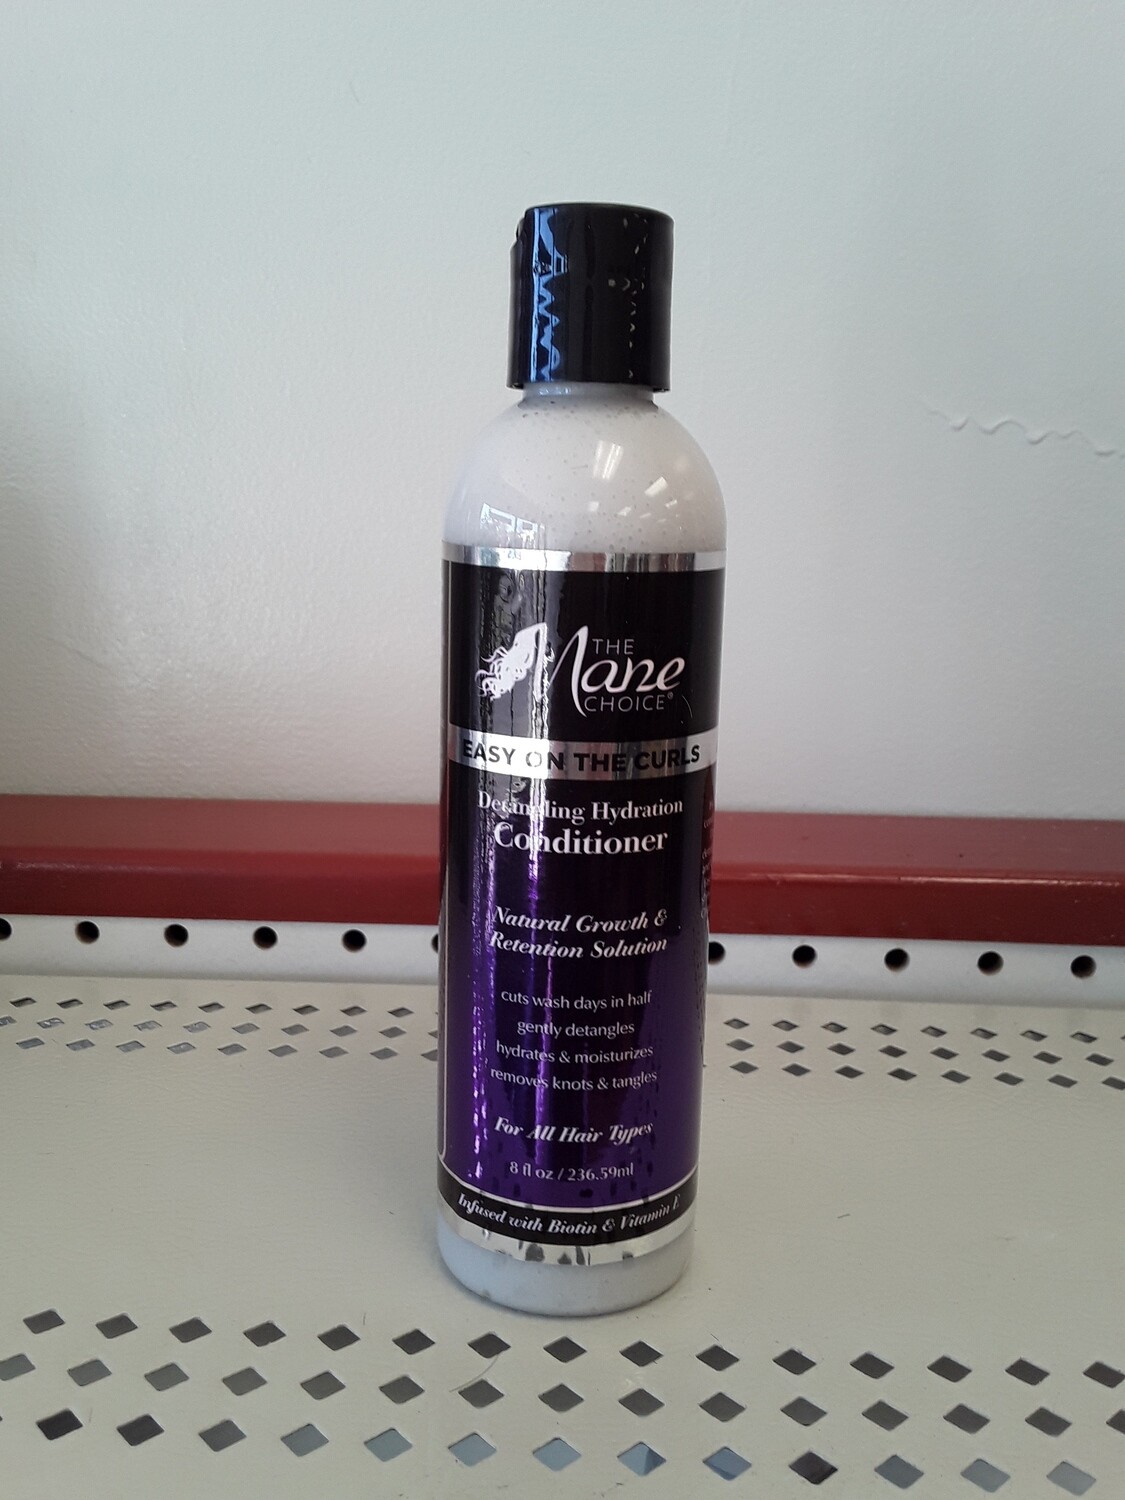 THE
Mane
CHOICE®
EASY ON THE CURLS
Detangling Hydration
Conditioner
Natural Growth &
Retention Solution
cuts wash days in half
gently detangles
hydrates & moisturizes
removes knots & tangles
For All Hair Types
8 fl oz / 236.59ml
Infused with Biotin & Vitamin E